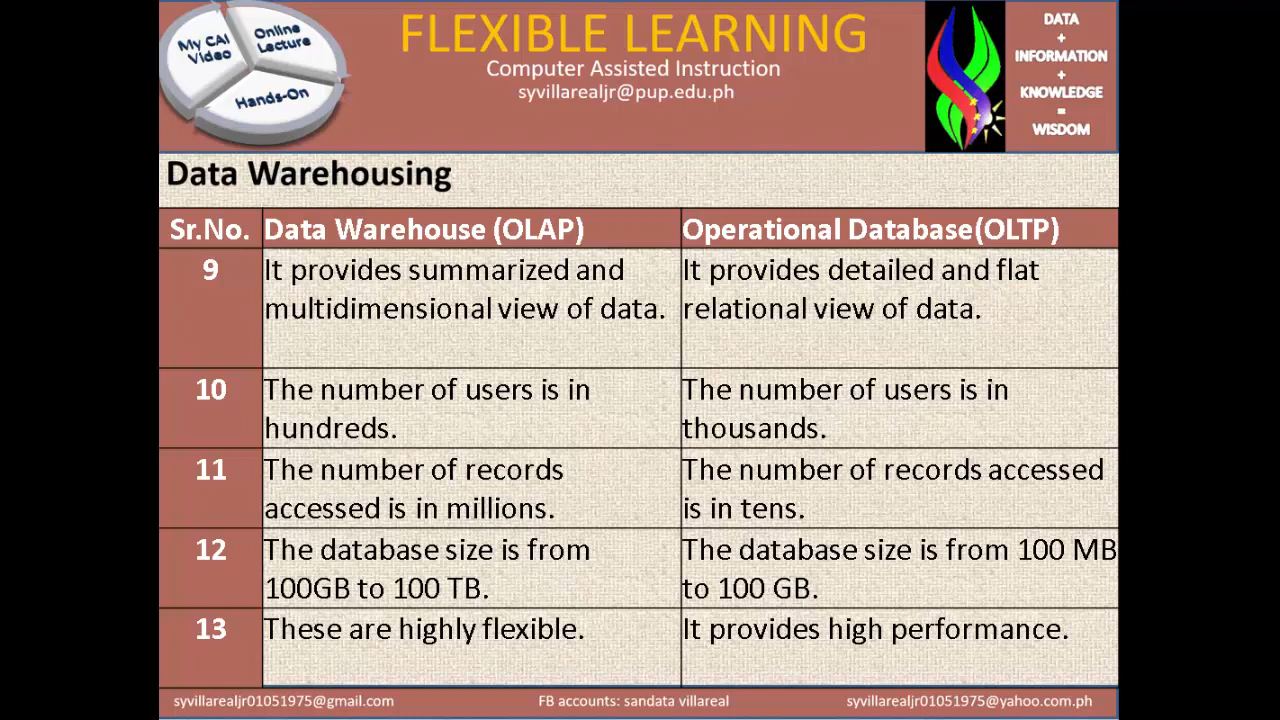 My CAI
Video
Online
Lecture
Hands-On
FLEXIBLE LEARNING
Computer Assisted Instruction
syvillarealjr@pup.edu.ph
DATA
+
INFORMATION
+
KNOWLEDGE
=
WISDOM
Data Warehousing
Sr.No. Data Warehouse (OLAP) Operational Database(OLTP)
9 It provides summarized and It provides detailed and flat
multidimensional view of data. relational view of data.
10 The number of users is in The number of users is in
hundreds. thousands.
11 The number of records The number of records accessed
accessed is in millions. is in tens.
12 The database size is from The database size is from 100 MB
100GB to 100 TB. to 100 GB.
13 These are highly flexible. It provides high performance.
syvillarealjr01051975@gmail.com FB accounts: sandata villareal syvillarealjr01051975@yahoo.com.ph